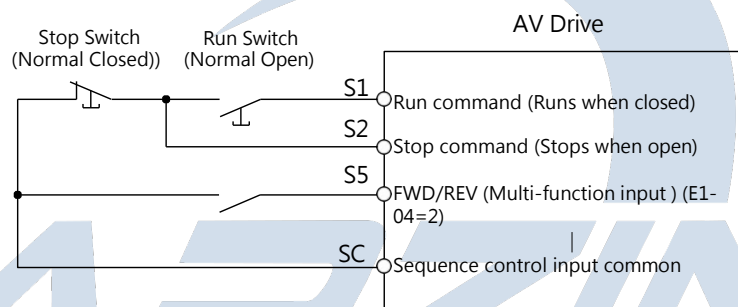 AV Drive
Stop Switch
(Normal Closed))
Run Switch
(Normal Open)
S1
Run command (Runs when closed)
S2
Stop command (Stops when open)
S5
FWD/REV (Multi-function input ) (E1-
04=2)
SC
Sequence control input common